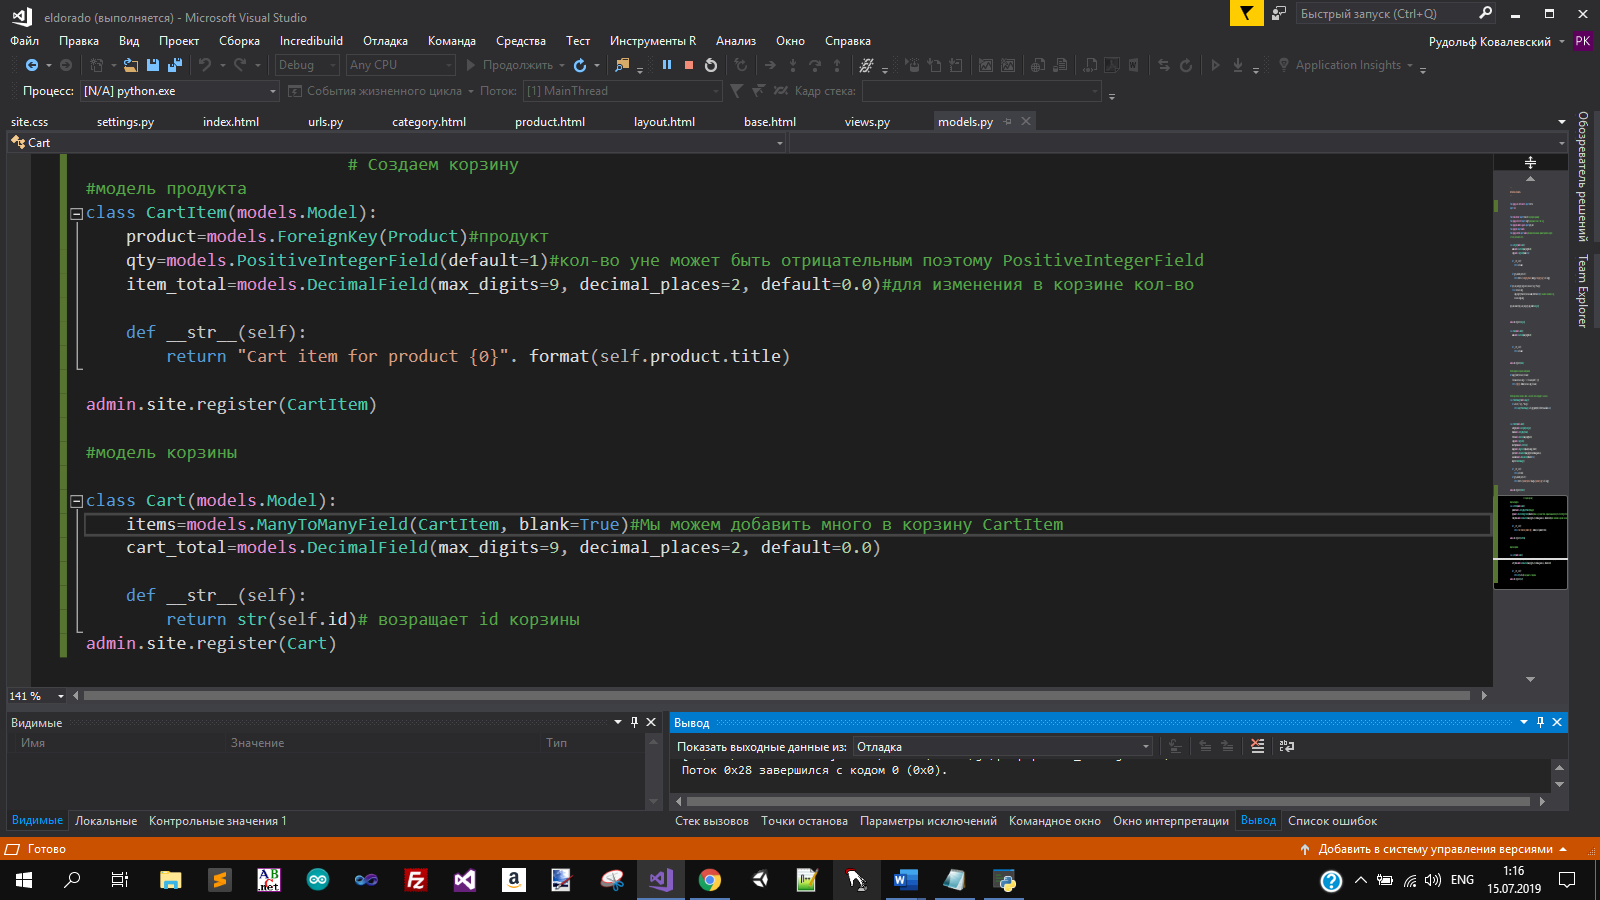 eldorado (выполняется) - Microsoft Visual Studio
Быстрый запуск (Ctrl+Q)
Файл Правка Вид Проект Сборка Incredibuild Отладка Команда Средства Тест Инструменты R Анализ Окно Справка
Рудольф Ковалевский РК
Debug Any CPU Продолжить Application Insights
Процесс: [N/A] python.exe События жизненного цикла Поток: [1] MainThread Кадр стека:
site.css settings.py index.html urls.py category.html product.html layout.html base.html views.py models.py
Cart
# Создаем корзину
#модель продукта
class CartItem(models.Model):
product=models.ForeignKey(Product)#продукт
qty=models.PositiveIntegerField(default=1)#кол-во уне может быть отрицательным поэтому PositiveIntegerField
item_total=models.DecimalField(max_digits=9, decimal_places=2, default=0.0)#для изменения в корзине кол-во
def __str__(self):
return "Cart item for product {0}". format(self.product.title)
admin.site.register(CartItem)
#модель корзины
class Cart(models.Model):
items=models.ManyToManyField(CartItem, blank=True)#Мы можем добавить много в корзину CartItem
cart_total=models.DecimalField(max_digits=9, decimal_places=2, default=0.0)
def __str__(self):
return str(self.id)# возращает id корзины
admin.site.register(Cart)
Обозреватель решений
Team Explorer
141 %
Видимые
Имя Значение Тип
Видимые Локальные Контрольные значения 1
Вывод
Показать выходные данные из: Отладка
Поток 0x28 завершился с кодом 0 (0x0).
Стек вызовов Точки останова Параметры исключений Командное окно Окно интерпретации Вывод Список ошибок
Готово
Добавить в систему управления версиями
ENG
1:16
15.07.2019